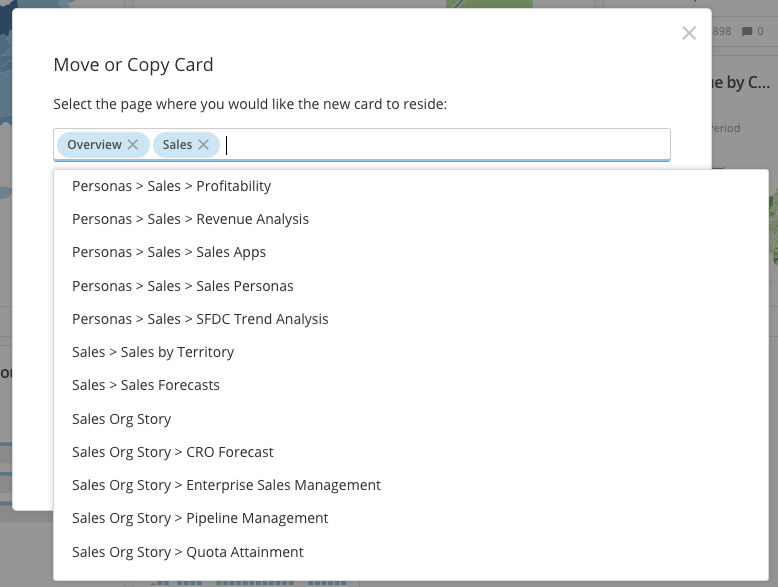 898 0
Move or Copy Card
ue by C...
Select the page where you would like the new card to reside:
Period
Overview Sales
Personas > Sales > Profitability
Personas > Sales > Revenue Analysis
Personas > Sales > Sales Apps
Personas > Sales > Sales Personas
Personas > Sales > SFDC Trend Analysis
Sales > Sales by Territory
Sales > Sales Forecasts
Sales Org Story
Sales Org Story > CRO Forecast
Sales Org Story > Enterprise Sales Management
Sales Org Story > Pipeline Management
Sales Org Story > Quota Attainment